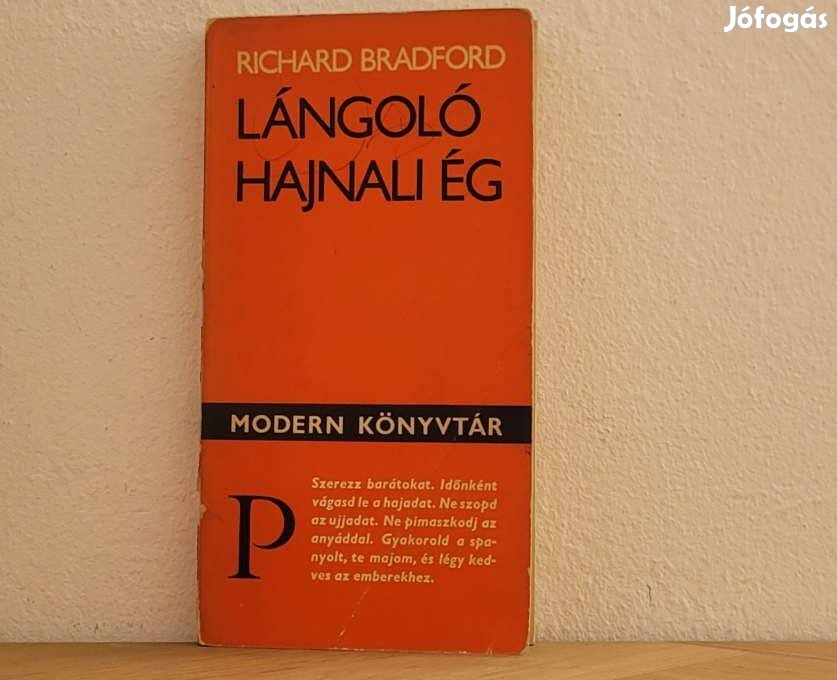 Jófogás
RICHARD BRADFORD
LÁNGOLÓ
HAJNALI ÉG
MODERN KÖNYVTÁR
P
Szerezz barátokat. Időnként
vágasd le a hajadat. Ne szopd
az ujjadat. Ne pimaszkodj az
anyáddal. Gyakorold a spa-
nyolt, te majom, és légy ked-
ves az emberekhez.